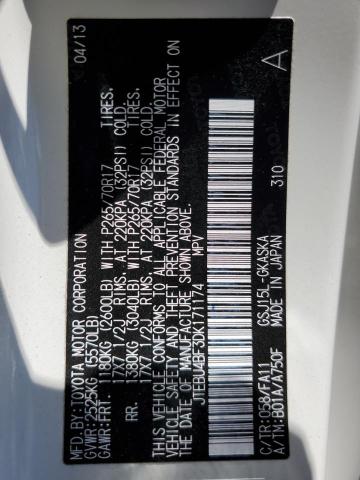 MFD.BY:TOYOTA MOTOR CORPORATION 04/13
GVWR:2525KG (5570LB)
GAWR:FRT. 1180KG (2600LB) WITH P265/70R17 TIRES.
17X7 1/2J RIMS. AT 220KPA (32PSI) COLD.
RR. 1380KG (3040LB) WITH P265/70R17 TIRES.
17X7 1/2J RIMS. AT 220KPA (32PSI) COLD.
THIS VEHICLE CONFORMS TO ALL APPLICABLE FEDERAL MOTOR
VEHICLE SAFETY AND THEFT PREVENTION STANDARDS IN EFFECT ON
THE DATE OF MANUFACTURE SHOWN ABOVE.
JTEBU4BF3DK171174 MPV
C/TR:058/FA11 GSJ15L-GKASKA A
A/TM:B01A/A750F MADE IN JAPAN 310